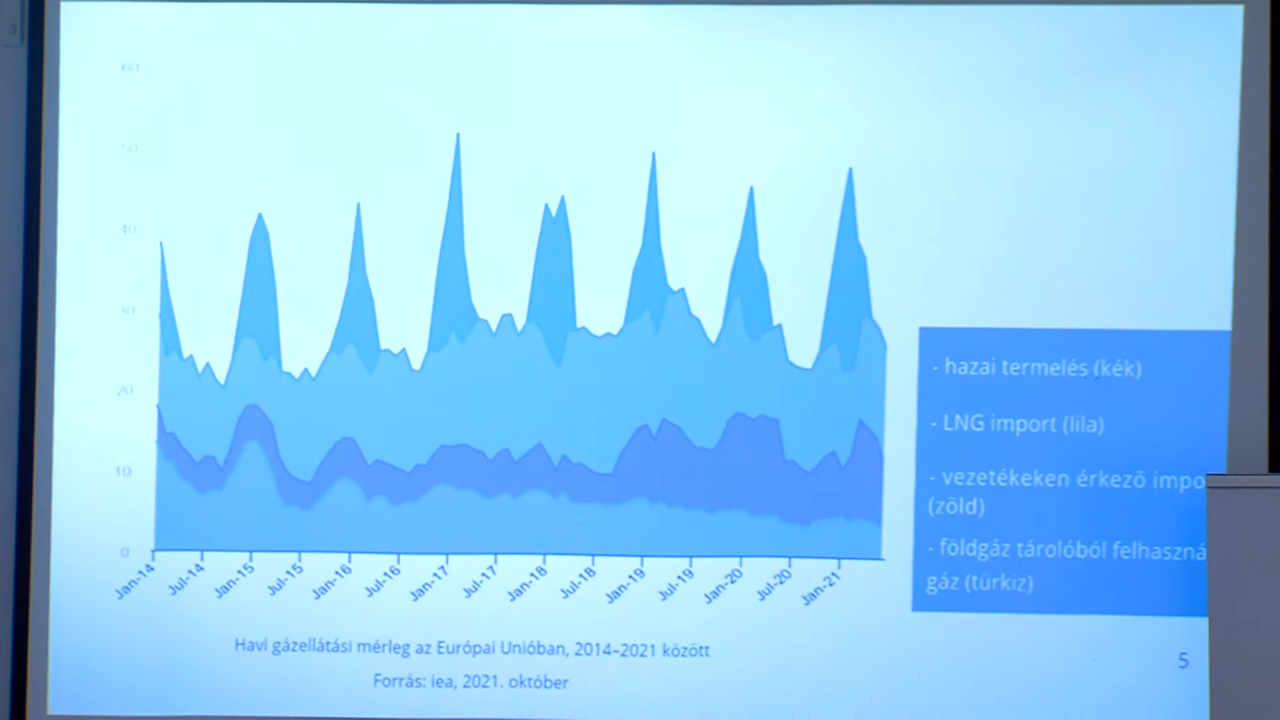 60
50
40
30
20
10
0
Jan-14
Jul-14
Jan-15
Jul-15
Jan-16
Jul-16
Jan-17
Jul-17
Jan-18
Jul-18
Jan-19
Jul-19
Jan-20
Jul-20
Jan-21
Havi gázellátási mérleg az Európai Unióban, 2014–2021 között
Forrás: iea, 2021. október
- hazai termelés (kék)
- LNG import (lila)
- vezetékeken érkező impo
(zöld)
- földgáz tárolóból felhaszná
gáz (türkiz)
5